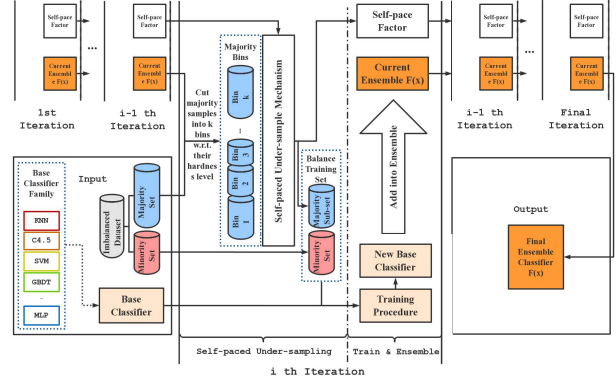 Self-pace
Factor
Current
Ensembl
e F(x)
...
1st
Iteration
Self-pace
Factor
Current
Ensembl
e F(x)
i-1 th
Iteration
Cut
majority
samples
into k
bins
w.r.t.
their
hardnes
s level
Majority
Bins
Bin k
...
Bin 3
Bin 2
Bin 1
Self-paced Under-sample Mechanism
Balance
Training
Set
Majority
Sub-set
Minority
Set
Self-pace
Factor
Current
Ensemble F(x)
Add into Ensemble
New Base
Classifier
Training
Procedure
Self-pace
Factor
Current
Ensembl
e F(x)
i-1 th
Iteration
...
Self-pace
Factor
Current
Ensembl
e F(x)
Final
Iteration
Base
Classifier
Family
KNN
C4.5
SVM
GBDT
MLP
Input
Imbalanced
Dataset
Majority
Set
Minority
Set
Base
Classifier
Output
Final
Ensemble
Classifier
F(x)
Self-paced Under-sampling
Train & Ensemble
i th Iteration